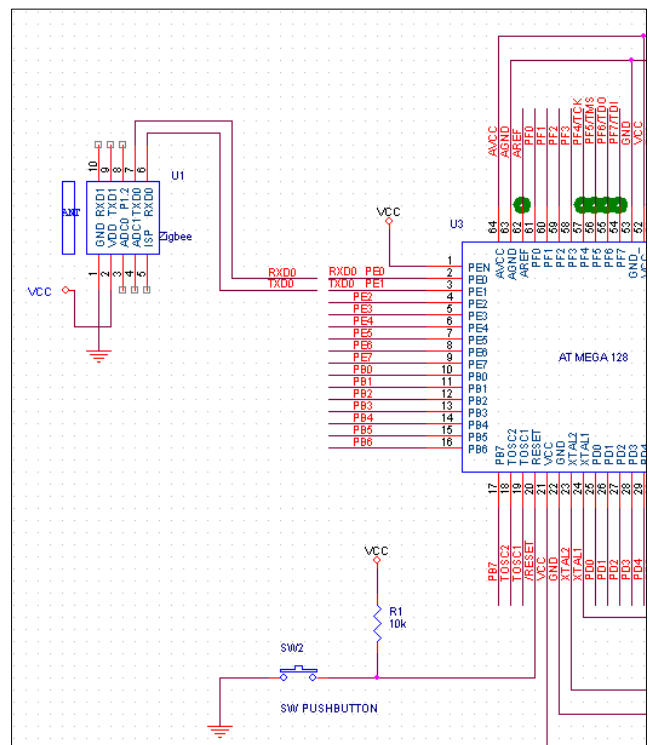 AVCC
AGND
AREF
PF0
PF1
PF2
PF3
PF4/TCK
PF5/TMS
PF6/TDO
PF7/TDI
GND
VCC
10 9 8 7 6
U1
GND RXD1
VDD TXD1
ADC0 P1.2
ADC1 TXD0
ISP RXD0
ANT
Zigbee
1 2 3 4 5
VCC
VCC
U3
64 63 62 61 60 59 58 57 56 55 54 53 52
AVCC
AGND
AREF
PF0
PF1
PF2
PF3
PF4
PF5
PF6
PF7
GND
VCC
RXD0 RXD0 PE0 2 PE0
1 PEN
TXD0 TXD0 PE1 3 PE1
PE2 4 PE2
PE3 5 PE3
PE4 6 PE4
PE5 7 PE5
PE6 8 PE6
PE7 9 PE7
PB0 10 PB0
PB1 11 PB1
PB2 12 PB2
PB3 13 PB3
PB4 14 PB4
PB5 15 PB5
PB6 16 PB6
AT MEGA 128
PB7
TOSC2
TOSC1
RESET
VCC
GND
XTAL2
XTAL1
PD0
PD1
PD2
PD3
PD4
17 18 19 20 21 22 23 24 25 26 27 28 29
PB7
TOSC2
TOSC1
/RESET
VCC
GND
XTAL2
XTAL1
PD0
PD1
PD2
PD3
PD4
VCC
R1
10k
SW2
SW PUSHBUTTON